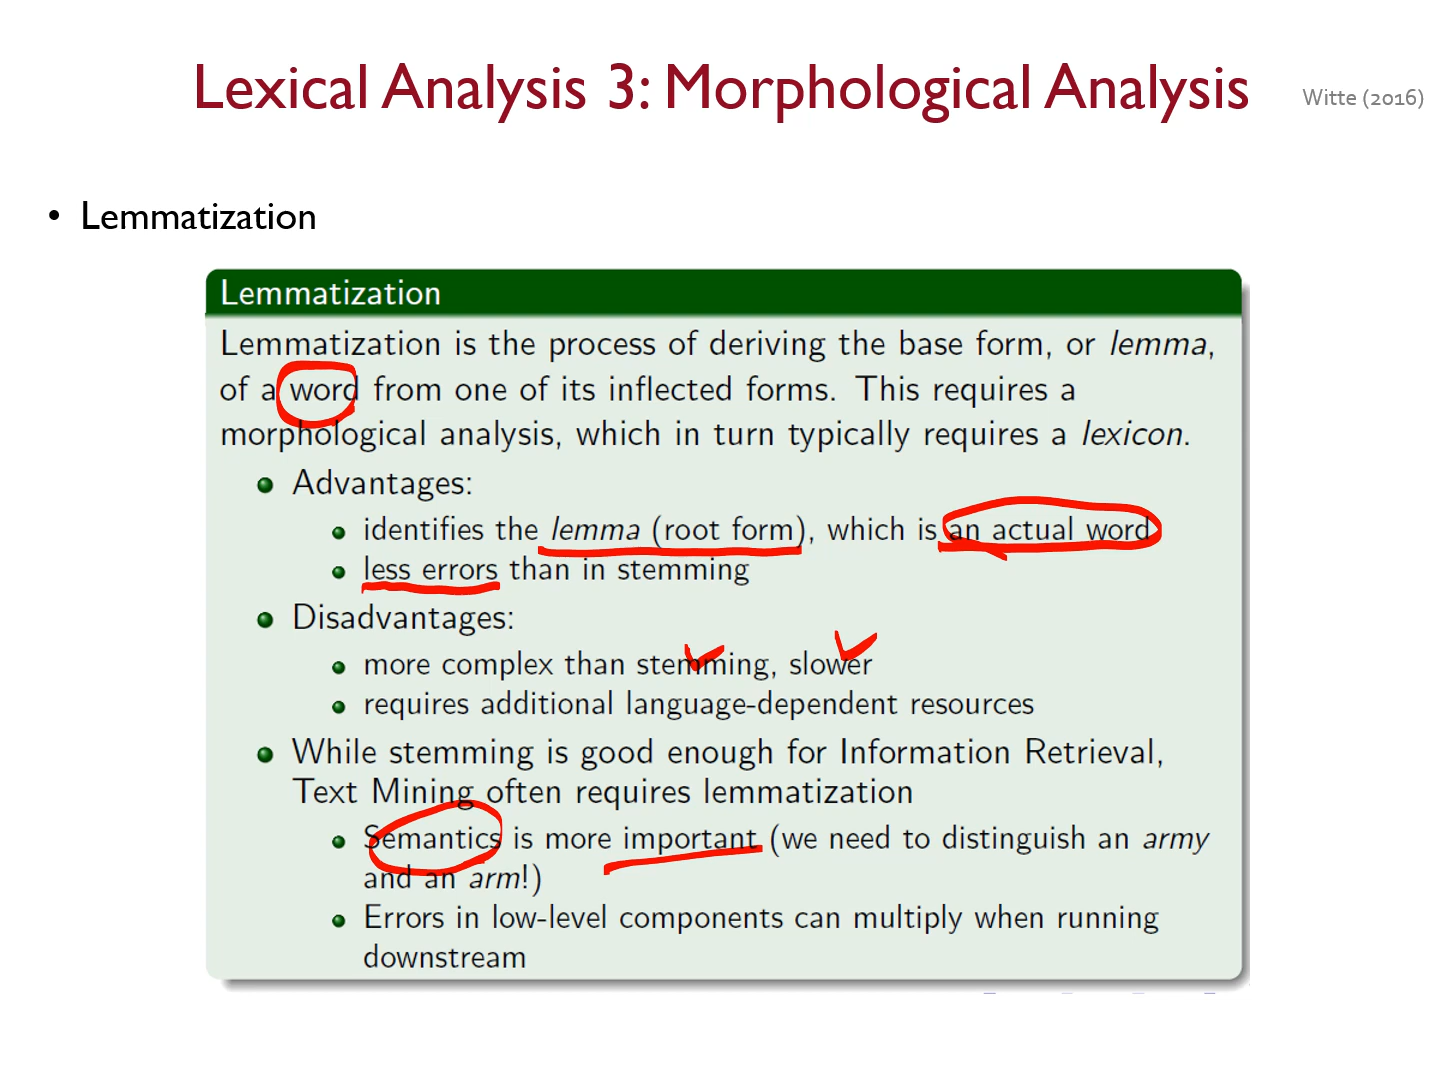 Lexical Analysis 3: Morphological Analysis
Witte (2016)
• Lemmatization
Lemmatization
Lemmatization is the process of deriving the base form, or lemma,
of a word from one of its inflected forms. This requires a
morphological analysis, which in turn typically requires a lexicon.
Advantages:
identifies the lemma (root form), which is an actual word
less errors than in stemming
Disadvantages:
more complex than stemming, slower
requires additional language-dependent resources
While stemming is good enough for Information Retrieval,
Text Mining often requires lemmatization
Semantics is more important (we need to distinguish an army
and an arm!)
Errors in low-level components can multiply when running
downstream